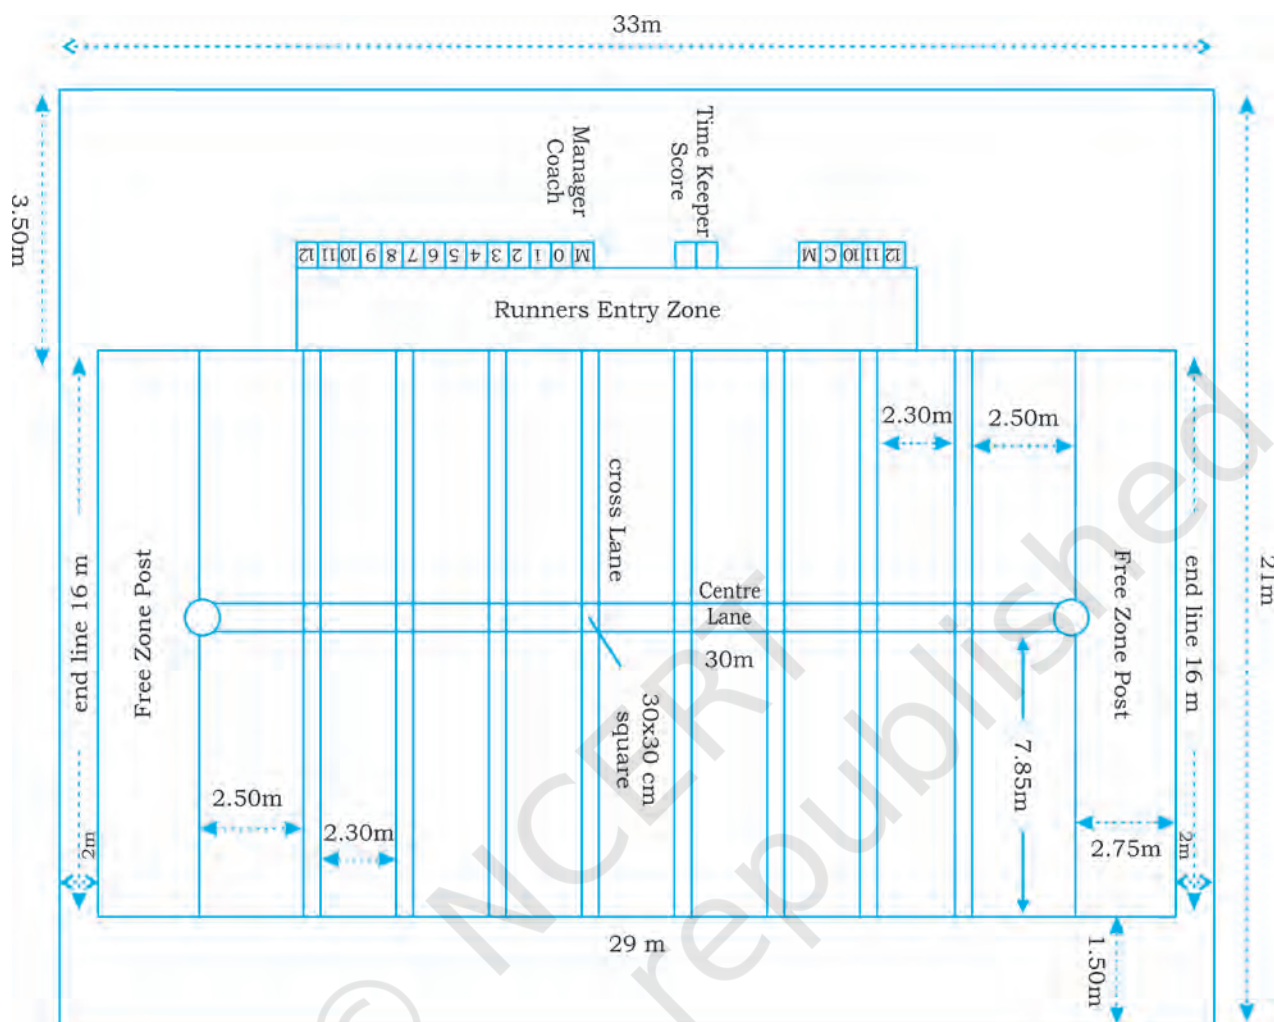 33m
3.50m
Manager
Coach
Time Keeper
Score
12 11 10 9 8 7 6 5 4 3 2 1 0 M
M C 10 11 12
Runners Entry Zone
2.30m
2.50m
cross Lane
Centre
Lane
30m
30x30 cm
square
Free Zone Post
end line 16 m
Free Zone Post
end line 16 m
21m
7.85m
2.50m
2.30m
2m
2.75m
2m
29 m
1.50m
© NCERT
republished